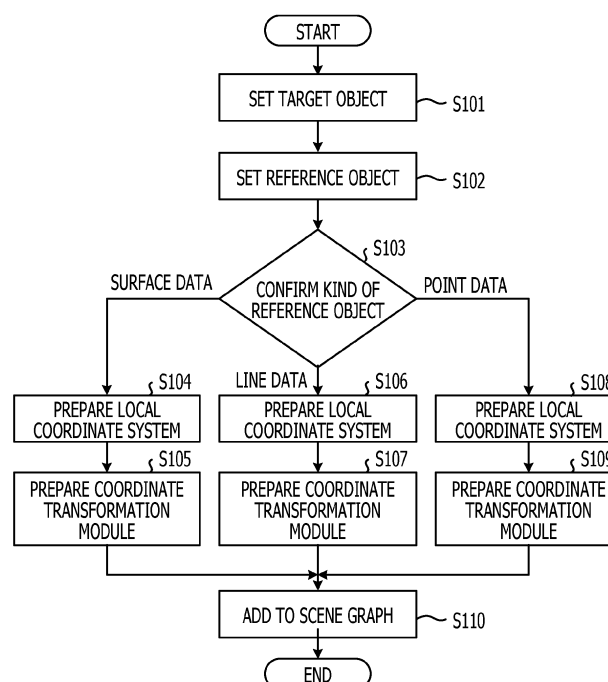 START
SET TARGET OBJECT
S101
SET REFERENCE OBJECT
S102
S103
CONFIRM KIND OF
REFERENCE OBJECT
SURFACE DATA
POINT DATA
LINE DATA
S104
PREPARE LOCAL
COORDINATE SYSTEM
S105
PREPARE COORDINATE
TRANSFORMATION
MODULE
S106
PREPARE LOCAL
COORDINATE SYSTEM
S107
PREPARE COORDINATE
TRANSFORMATION
MODULE
S108
PREPARE LOCAL
COORDINATE SYSTEM
S109
PREPARE COORDINATE
TRANSFORMATION
MODULE
ADD TO SCENE GRAPH
S110
END